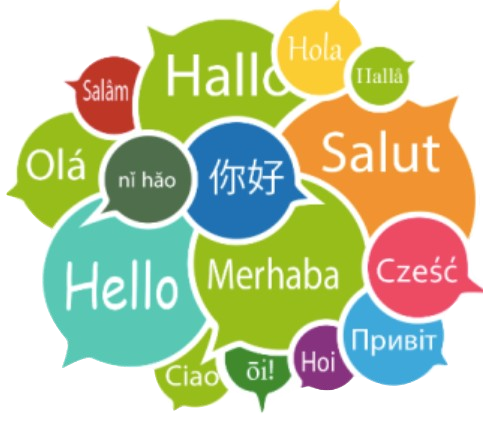 Hola
Hallo
Hallå
Salâm
Salut
Olá
nǐ hǎo
你好
Merhaba
Cześć
Hello
Привіт
Hoi
ōi!
Ciao